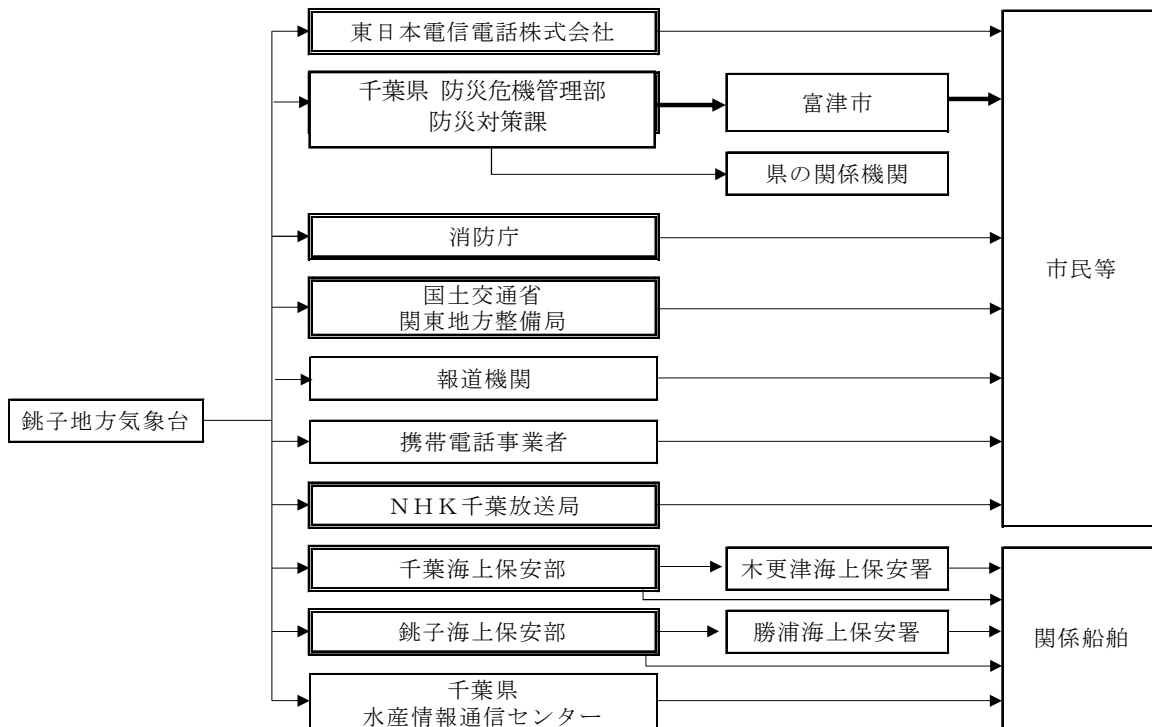 東日本電信電話株式会社
千葉県 防災危機管理部
防災対策課
富津市
県の関係機関
消防庁
国土交通省
関東地方整備局
市民等
報道機関
銚子地方気象台
携帯電話事業者
NHK千葉放送局
千葉海上保安部
木更津海上保安署
銚子海上保安部
勝浦海上保安署
関係船舶
千葉県
水産情報通信センター